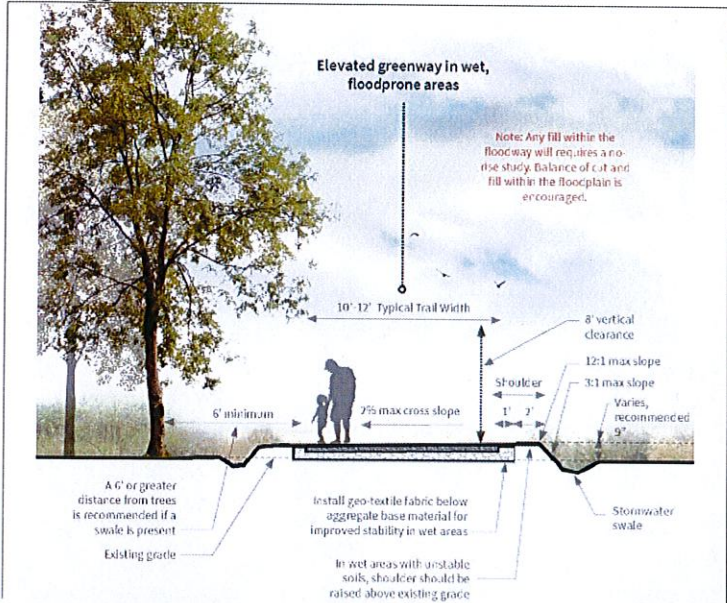 Elevated greenway in wet,
floodprone areas
Note: Any fill within the
floodway will requires a no-
rise study. Balance of cut and
fill within the floodplain is
encouraged.
10'-12' Typical Trail Width
8' vertical
clearance
12:1 max slope
Shoulder
3:1 max slope
1' 2'
Varies,
recommended
9"
6' minimum
2% max cross slope
A 6' or greater
distance from trees
is recommended if a
swale is present
Existing grade
Install geo-textile fabric below
aggregate base material for
improved stability in wet areas
Stormwater
swale
In wet areas with unstable
soils, shoulder should be
raised above existing grade